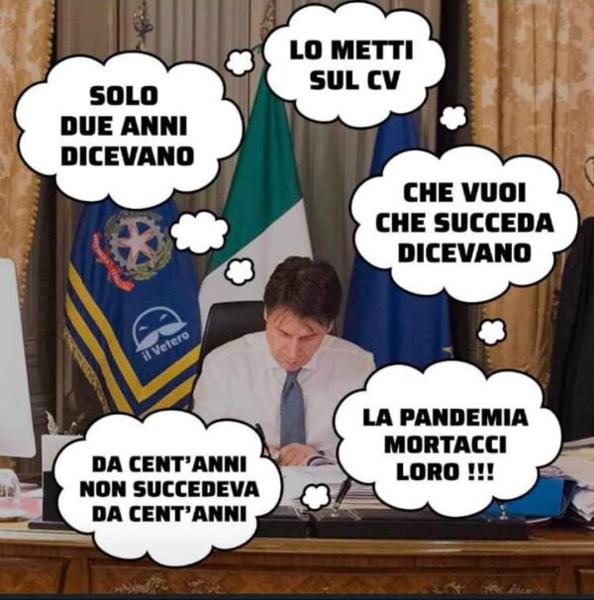 SOLO
DUE ANNI
DICEVANO
LO METTI
SUL CV
CHE VUOI
CHE SUCCEDA
DICEVANO
LA PANDEMIA
MORTACCI
LORO !!!
DA CENT'ANNI
NON SUCCEDEVA
DA CENT'ANNI
il Vetero